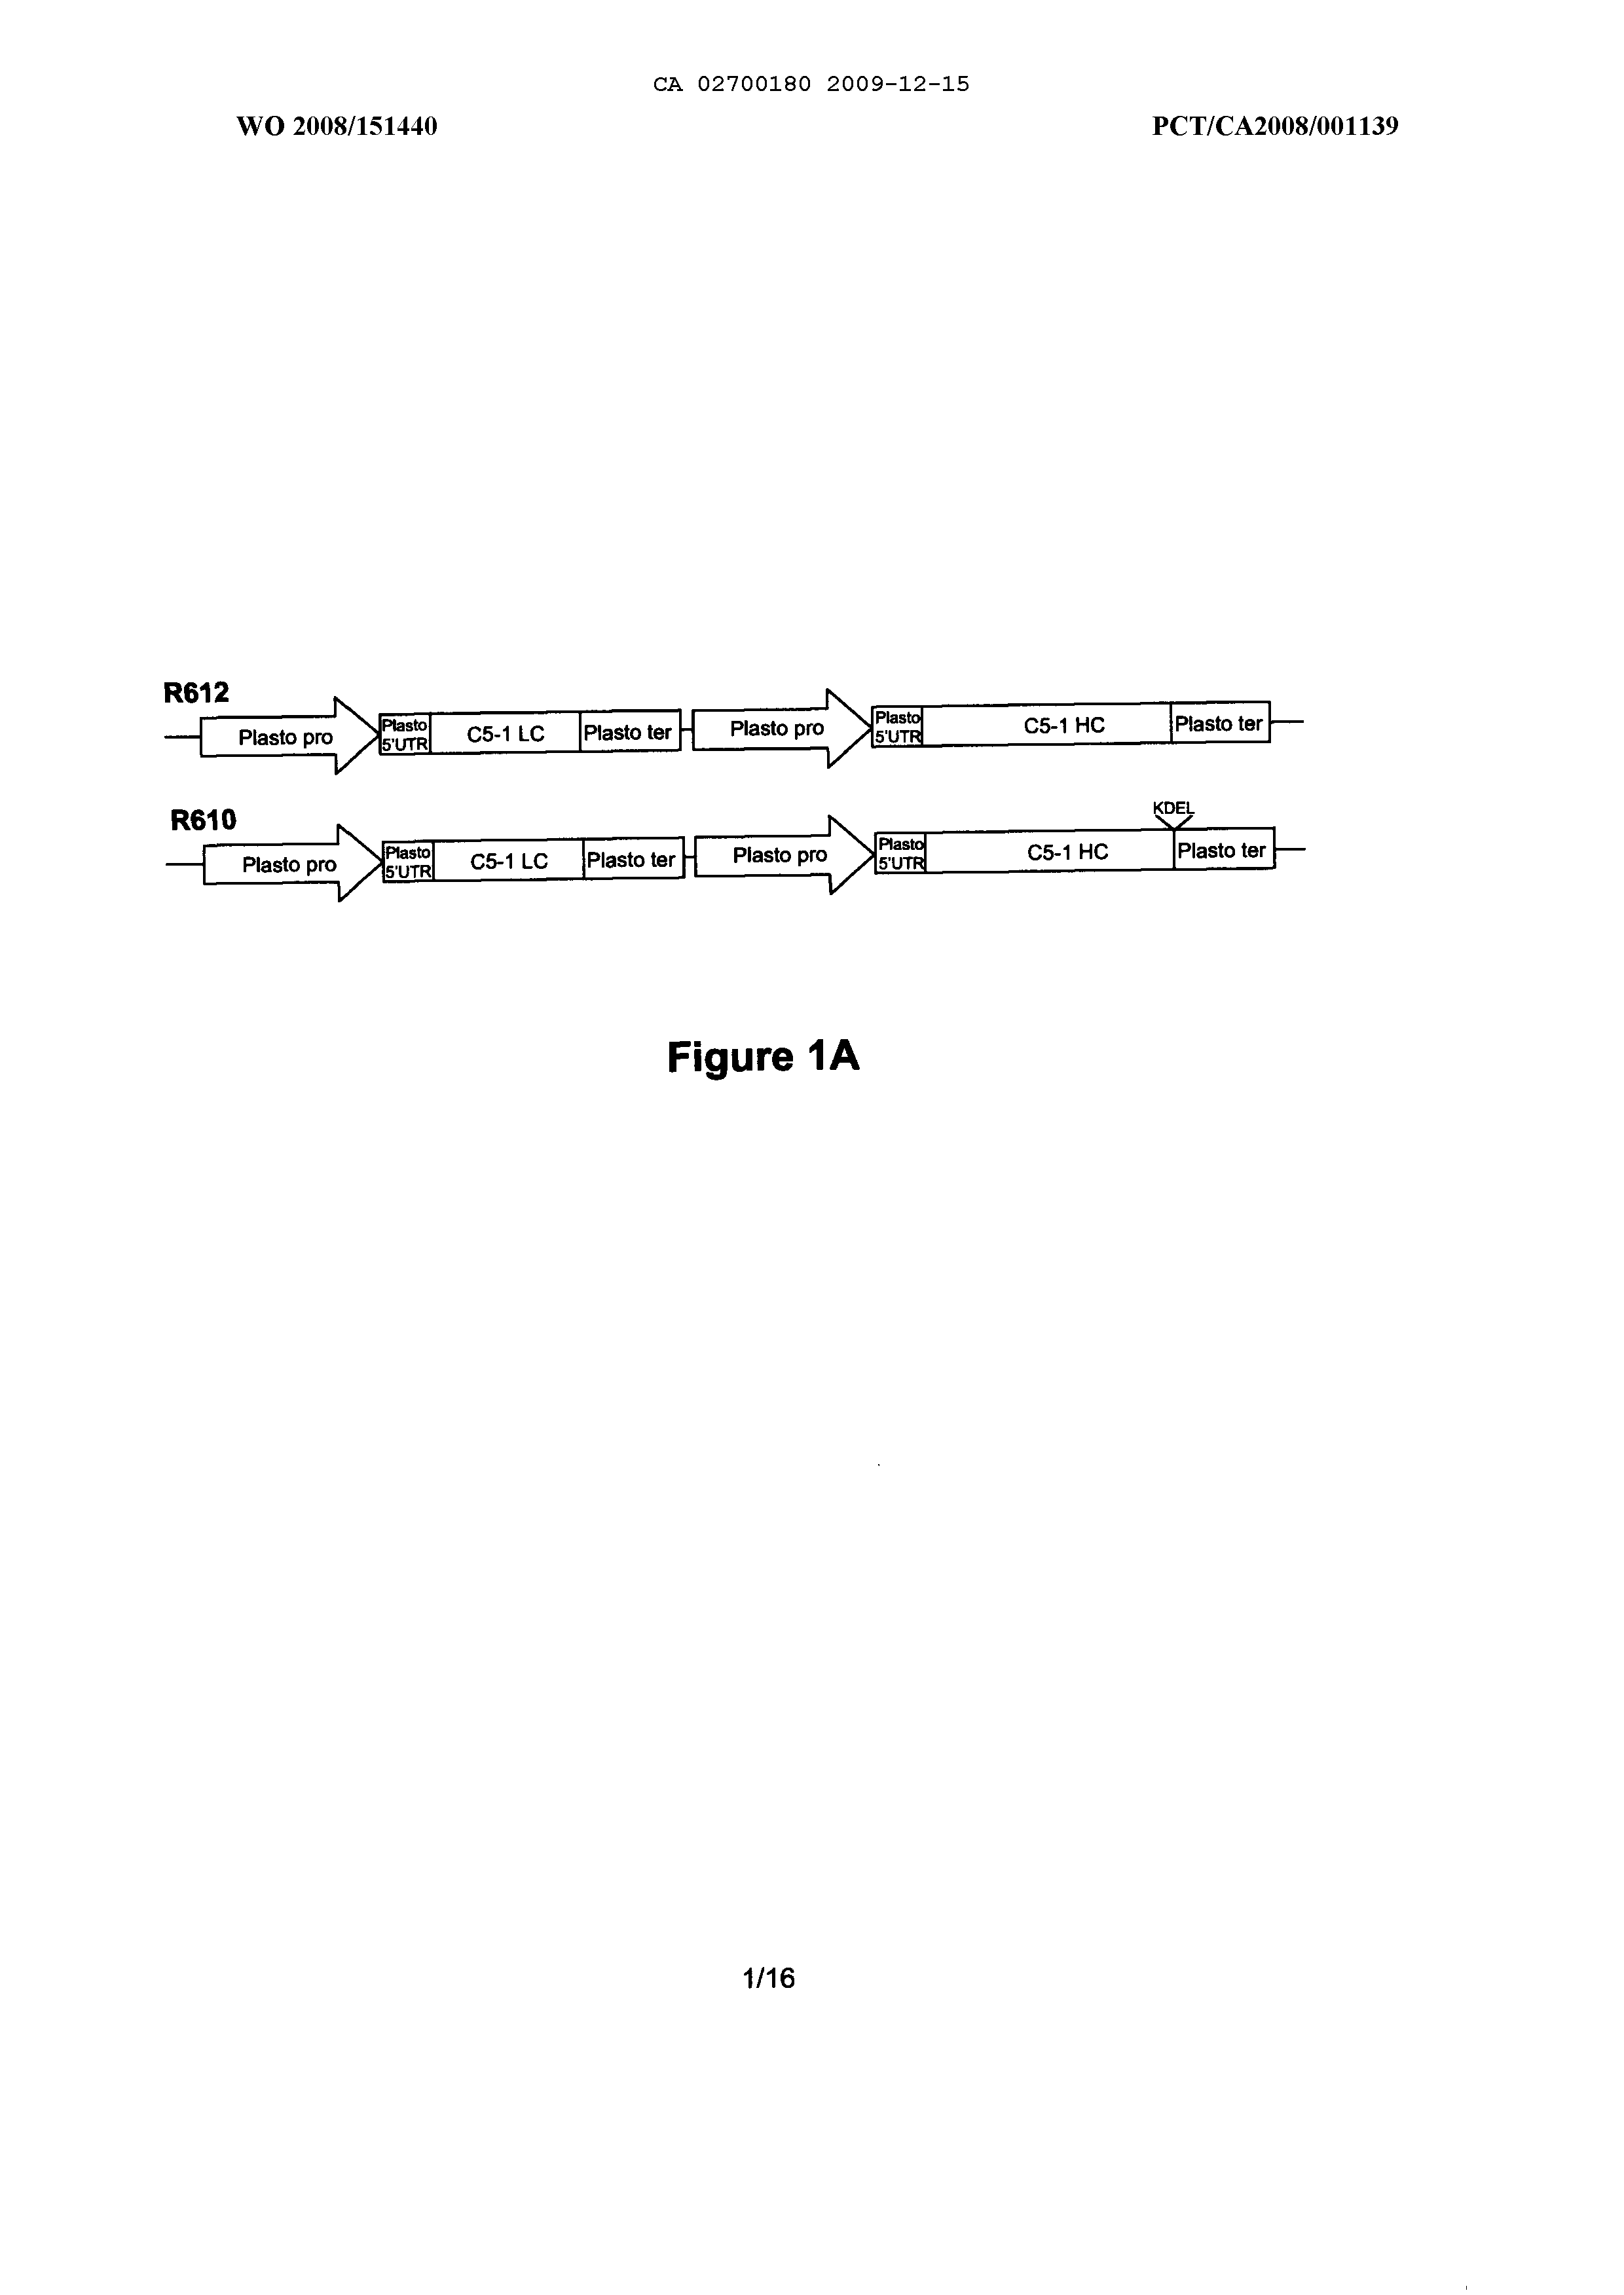 CA 02700180 2009-12-15
WO 2008/151440 PCT/CA2008/001139
R612
Plasto pro Plasto 5'UTR C5-1 LC Plasto ter Plasto pro Plasto 5'UTR C5-1 HC Plasto ter
KDEL
R610
Plasto pro Plasto 5'UTR C5-1 LC Plasto ter Plasto pro Plasto 5'UTR C5-1 HC Plasto ter
Figure 1A
1/16